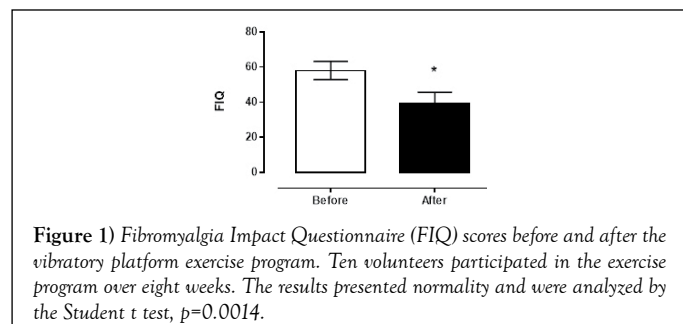 80
60
40
20
0
FIQ
*
Before After
Figure 1) Fibromyalgia Impact Questionnaire (FIQ) scores before and after the
vibratory platform exercise program. Ten volunteers participated in the exercise
program over eight weeks. The results presented normality and were analyzed by
the Student t test, p=0.0014.